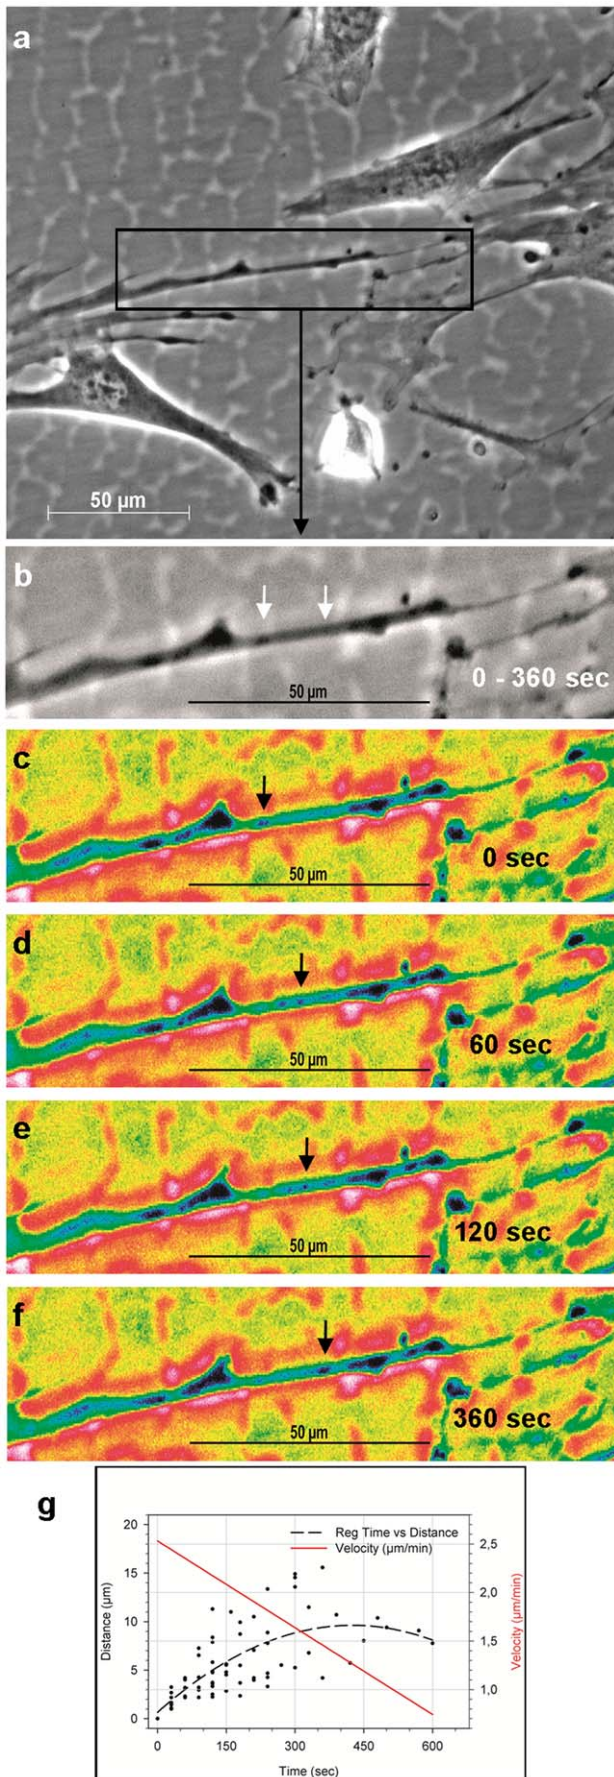 a
50 µm
b
0 - 360 sec
50 µm
c
50 µm
0 sec
d
60 sec
50 µm
e
120 sec
50 µm
f
360 sec
50 µm
g
Reg Time vs Distance
Velocity (µm/min)
Distance (µm)
20
15
10
5
0
2,5
2,0
1,5
1,0
Velocity (µm/min)
0 150 300 450 600
Time (sec)